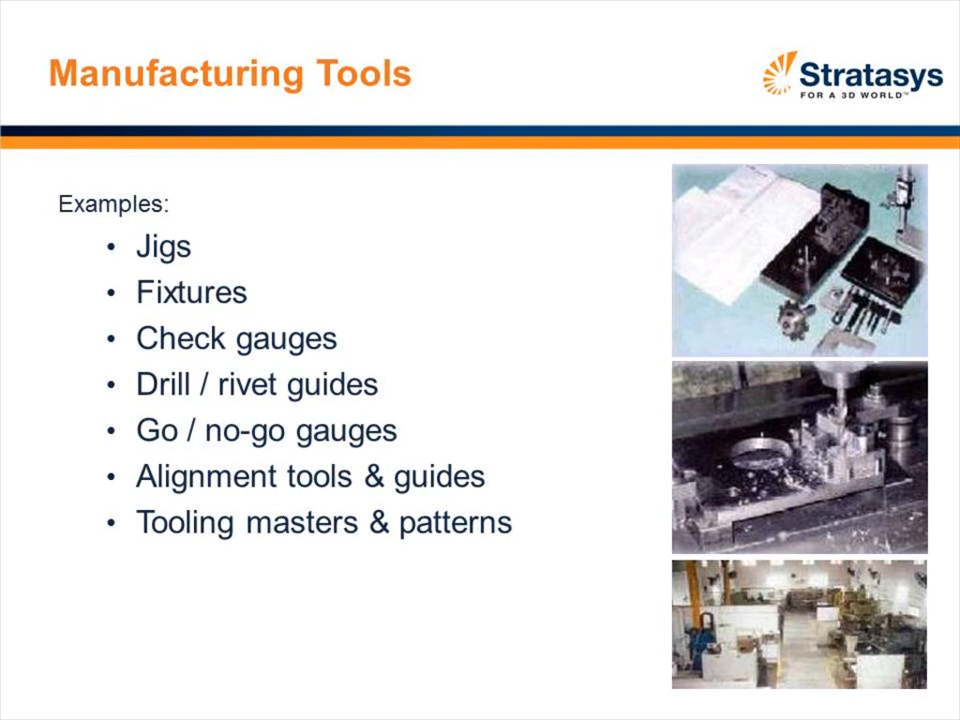 Manufacturing Tools
Stratasys
FOR A 3D WORLD™
Examples:
• Jigs
• Fixtures
• Check gauges
• Drill / rivet guides
• Go / no-go gauges
• Alignment tools & guides
• Tooling masters & patterns